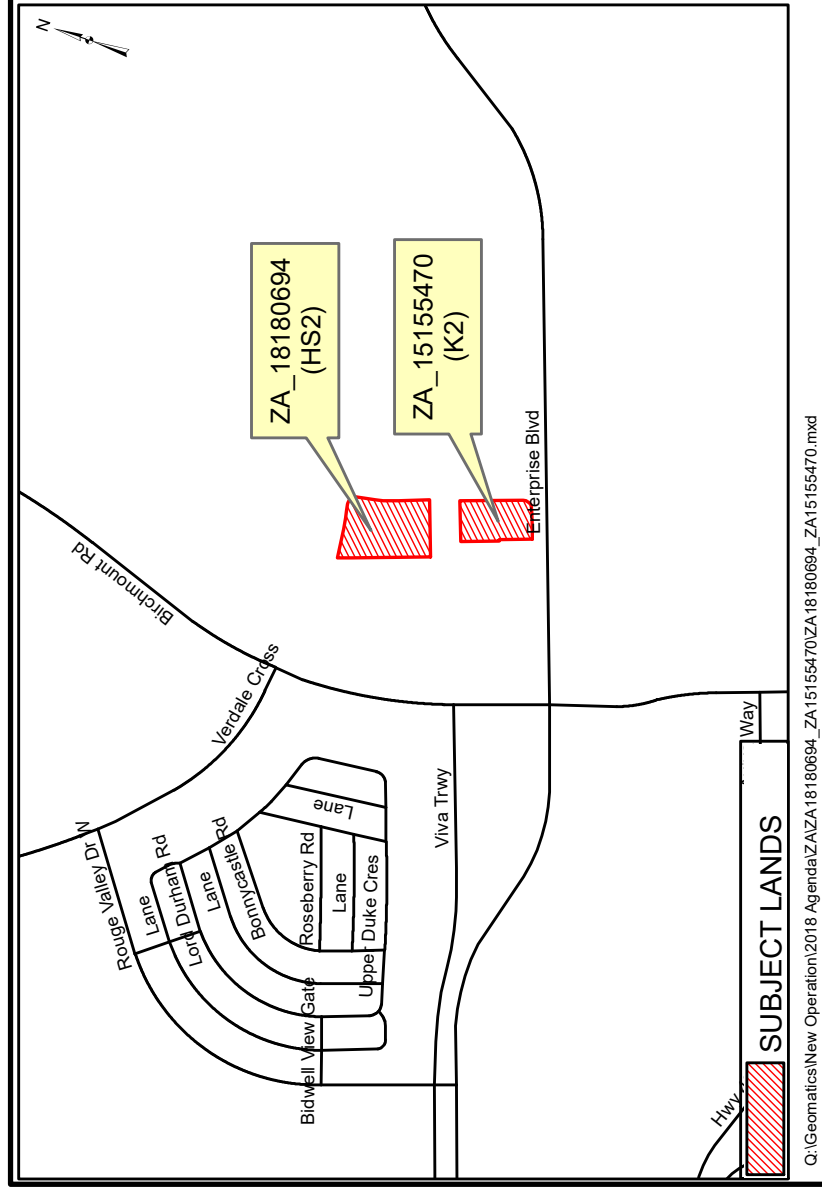 N
ZA_18180694
(HS2)
ZA_15155470
(K2)
Enterprise Blvd
Birchmount Rd
Verdale Cross
Rouge Valley Dr W
Lane
Lord Durham Rd
Lane
Bonnycastle Rd
Lane
Roseberry Rd
Lane
Upper Duke Cres
Bidwell View Gate
Viva Trwy
Way
Hwy
SUBJECT LANDS
Q:\Geomatics\New Operation\2018 Agenda\ZA\ZA18180694_ZA15155470\ZA18180694_ZA15155470.mxd